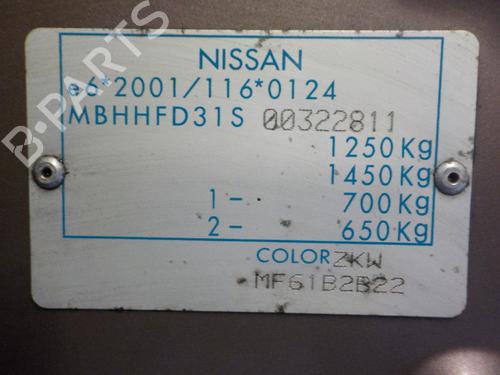 NISSAN
e6*2001/116*0124
MBHHFD31S 00322811
1250Kg
1450Kg
1- 700Kg
2- 650Kg
COLOR ZKW
MF61B2B22
B-PARTS